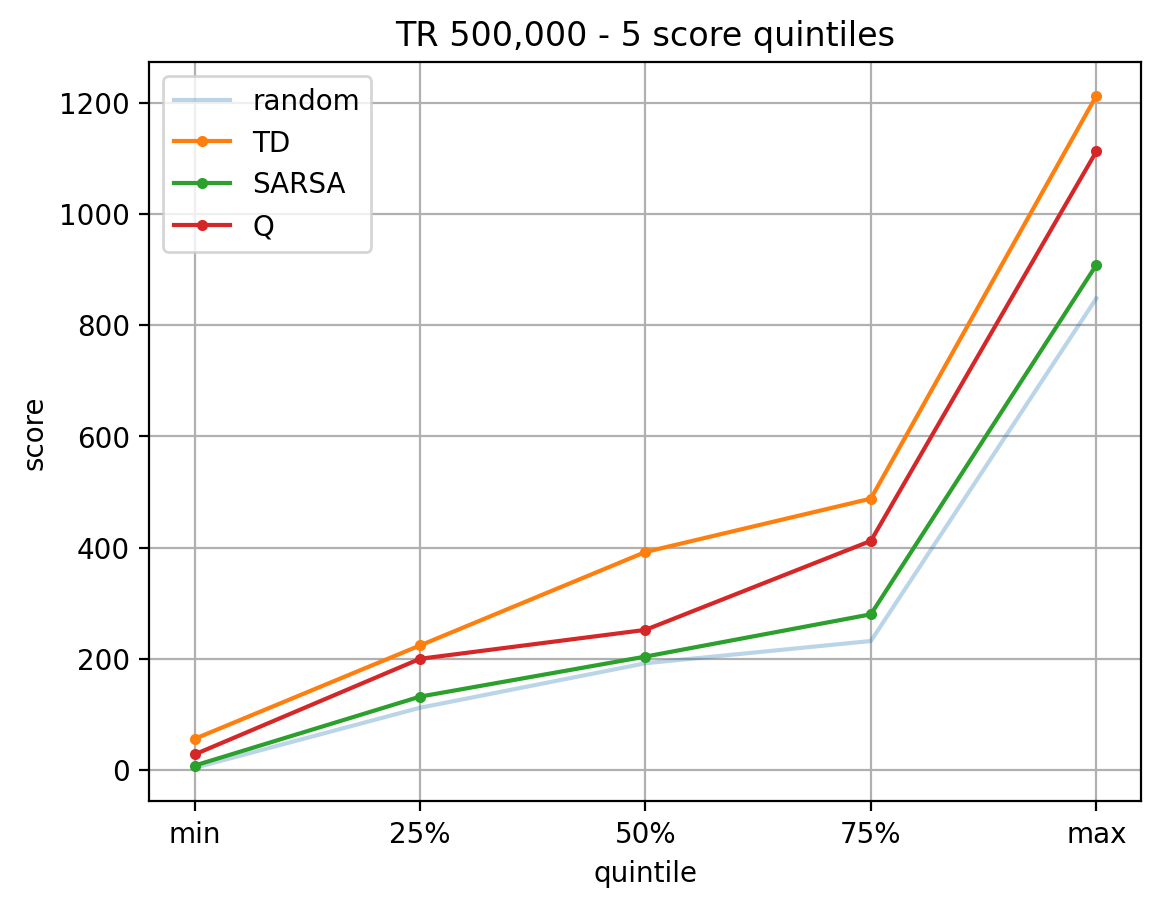 TR 500,000 - 5 score quintiles
random
TD
SARSA
Q
1200
1000
800
600
400
200
0
score
min 25% 50% 75% max
quintile